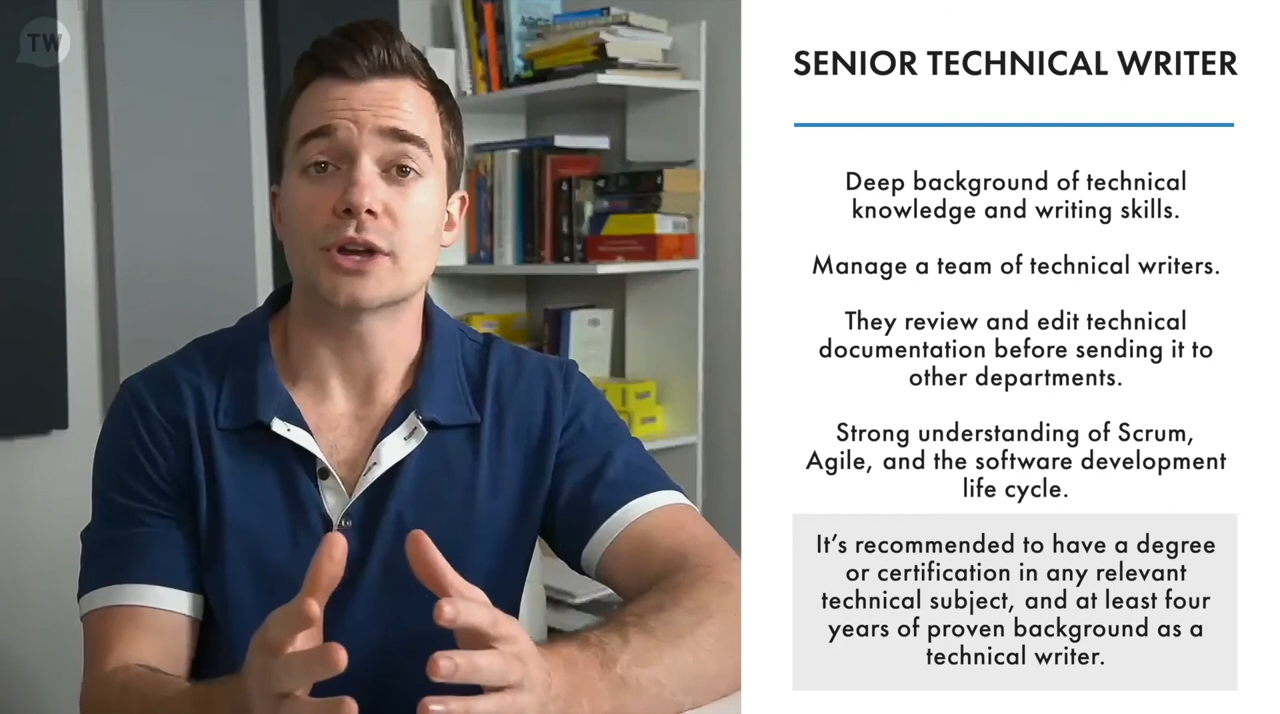 TW
SENIOR TECHNICAL WRITER
Deep background of technical
knowledge and writing skills.
Manage a team of technical writers.
They review and edit technical
documentation before sending it to
other departments.
Strong understanding of Scrum,
Agile, and the software development
life cycle.
It's recommended to have a degree
or certification in any relevant
technical subject, and at least four
years of proven background as a
technical writer.